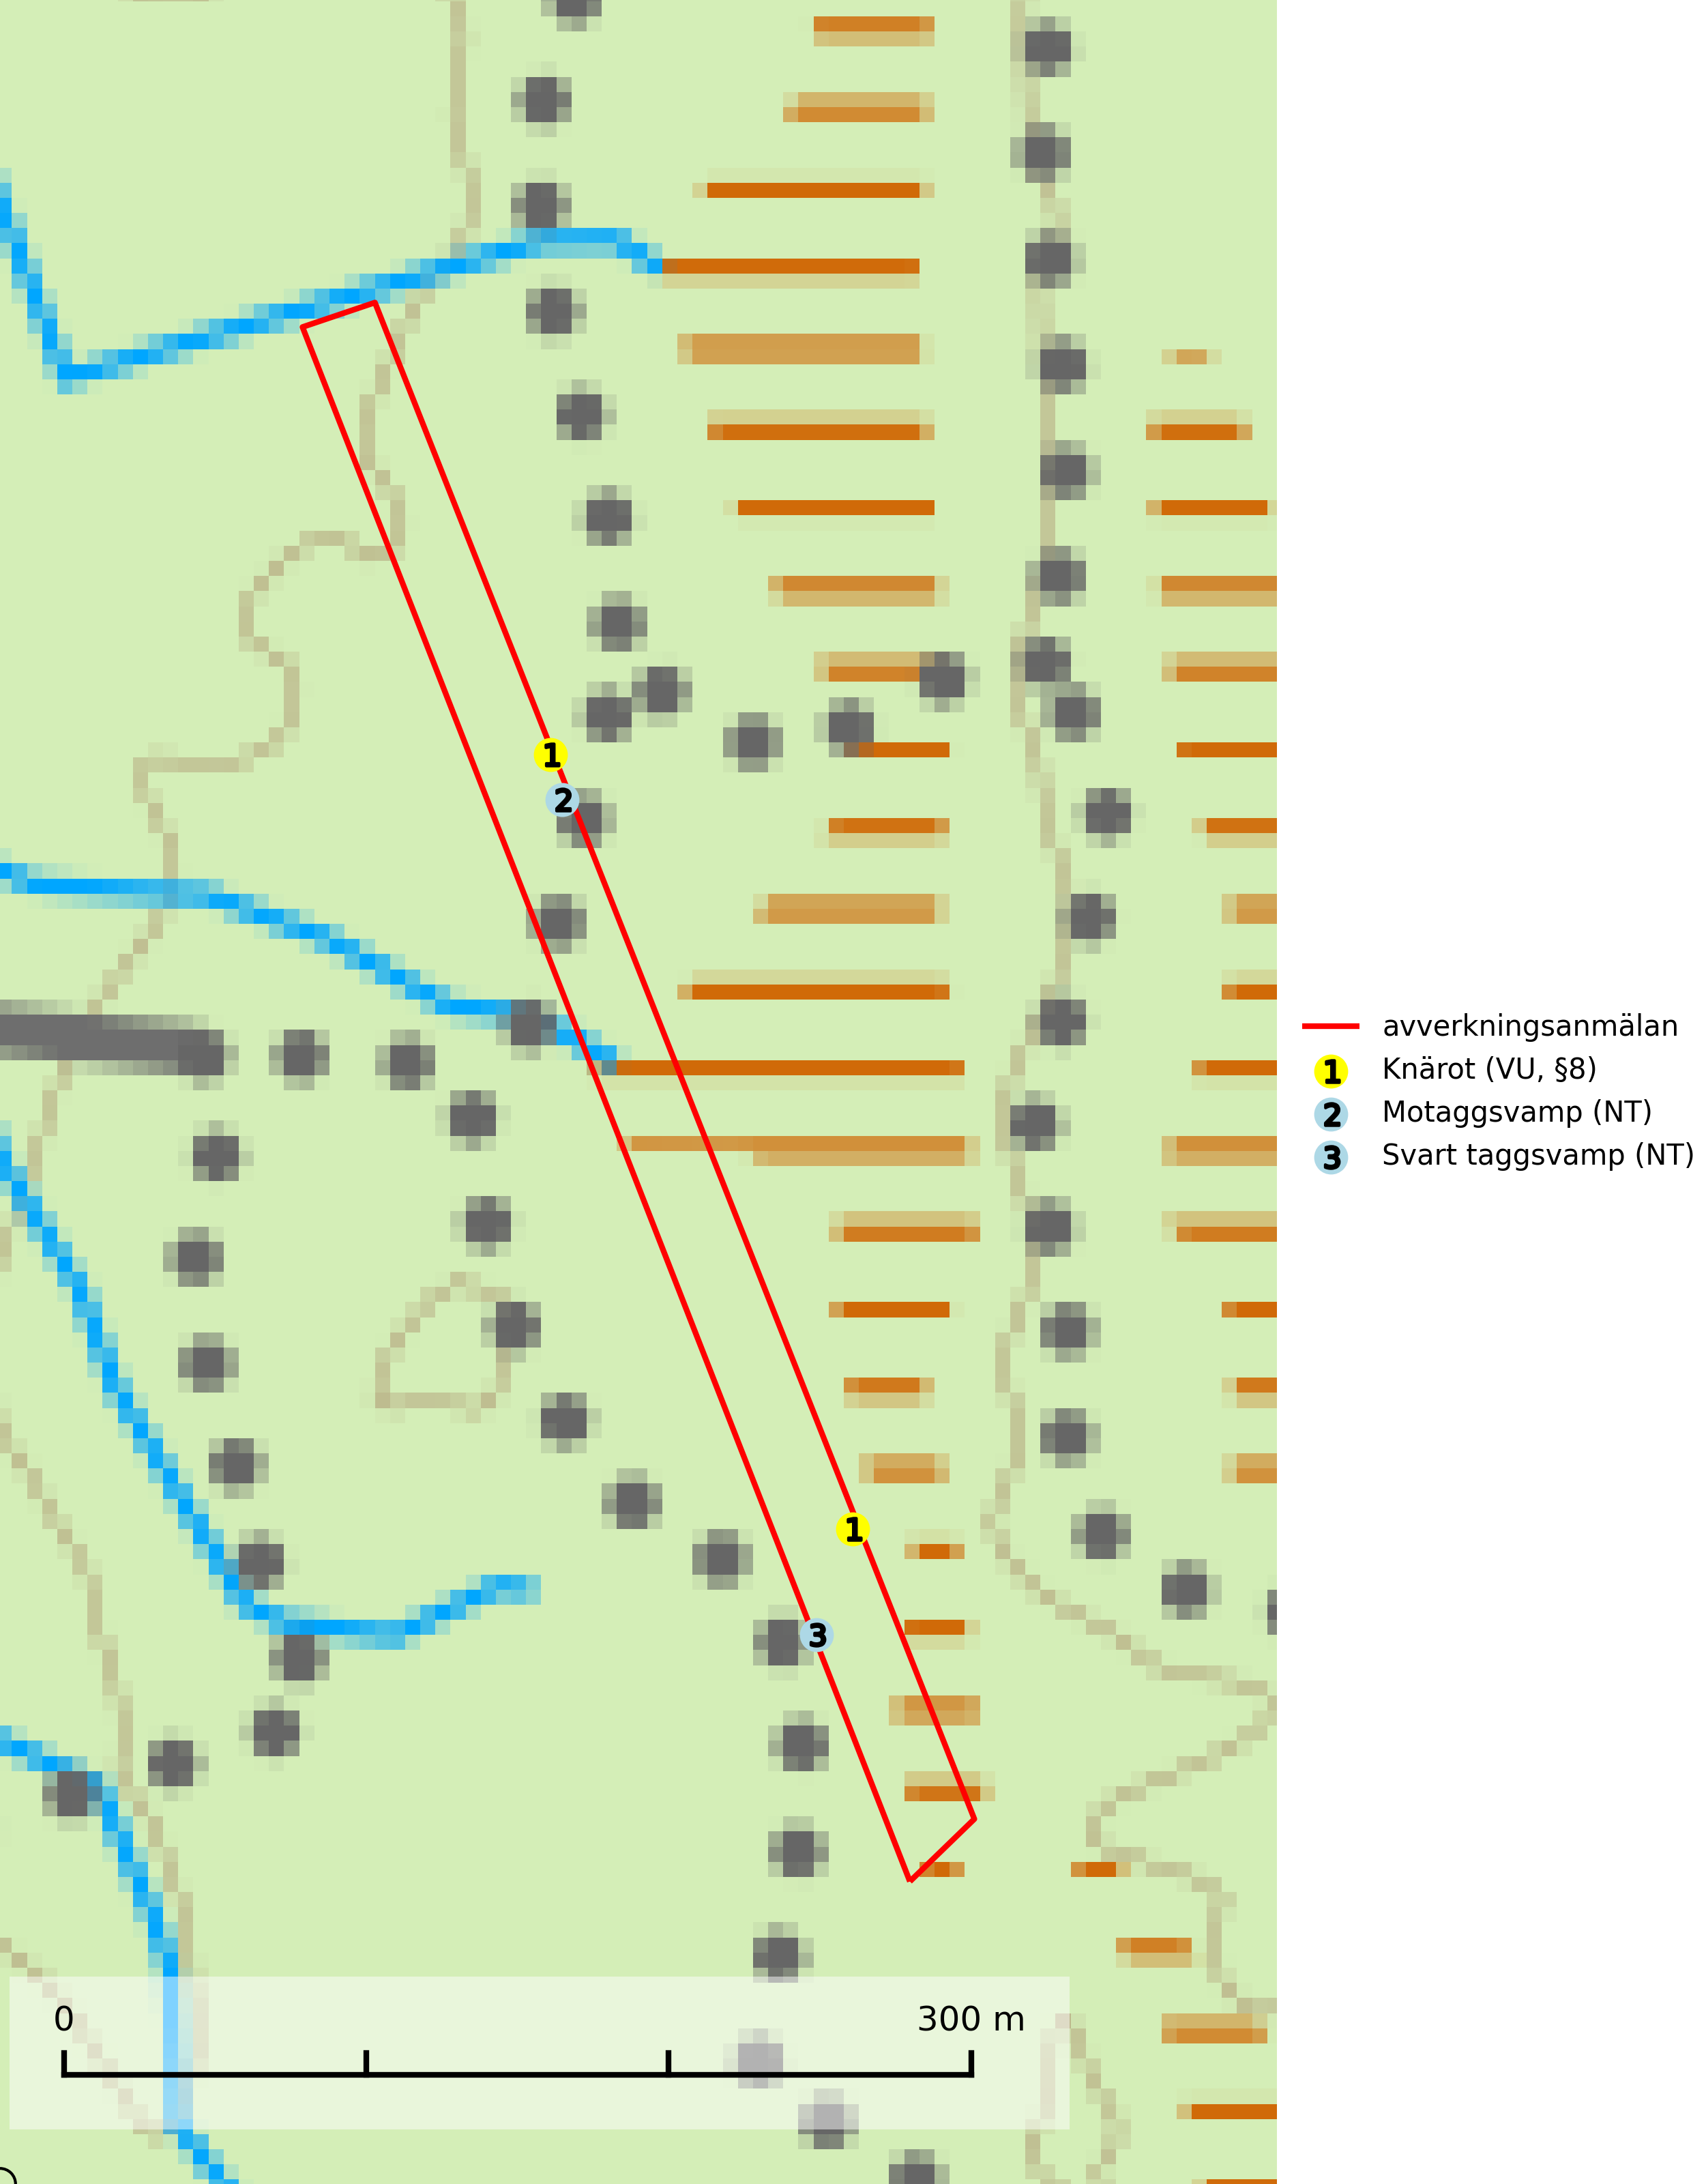 1
2
avverkningsanmälan
1 Knärot (VU, §8)
2 Motaggsvamp (NT)
3 Svart taggsvamp (NT)
1
3
0 300 m